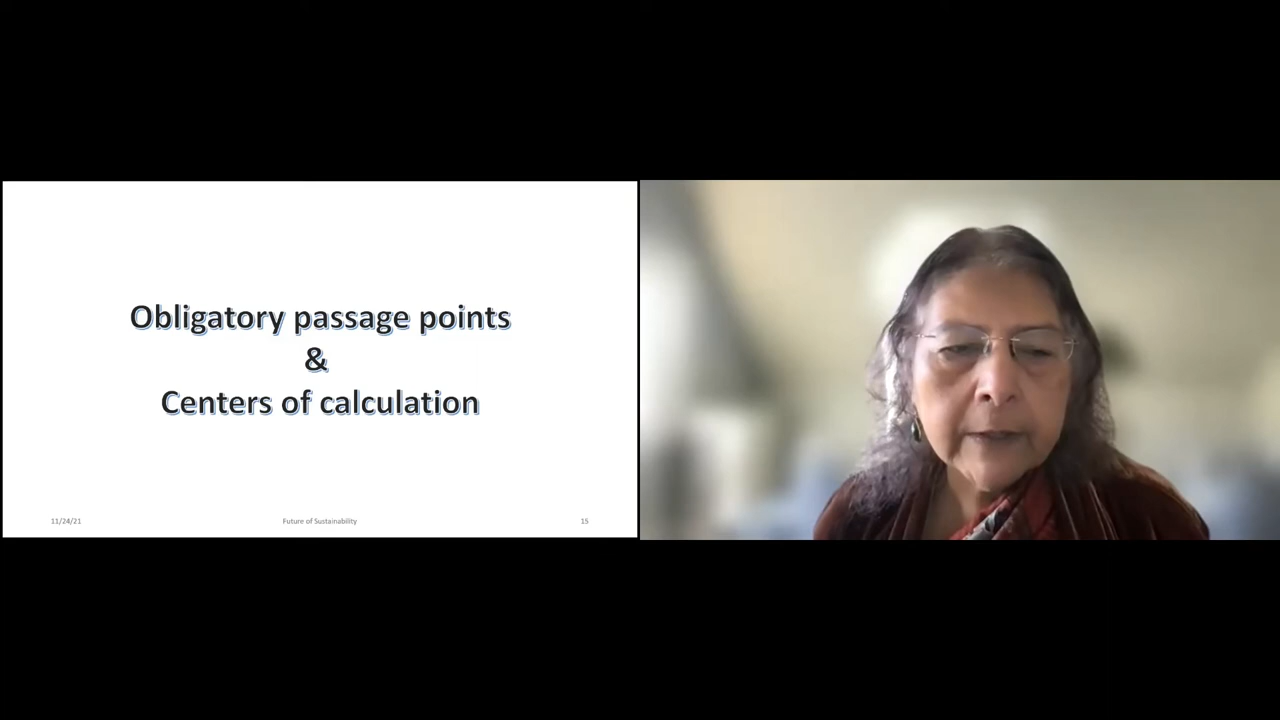 Obligatory passage points
&
Centers of calculation
11/24/21
Future of Sustainability
15